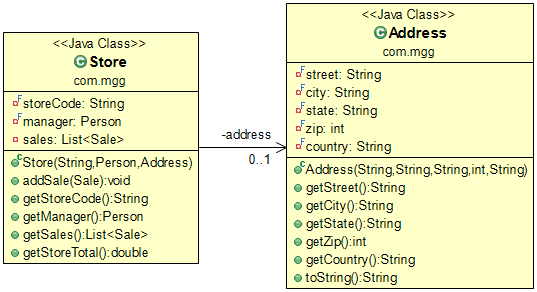 <<Java Class>>
Store
com.mgg
storeCode: String
manager: Person
sales: List<Sale>
Store(String,Person,Address)
addSale(Sale):void
getStoreCode():String
getManager():Person
getSales():List<Sale>
getStoreTotal():double
-address
0..1
<<Java Class>>
Address
com.mgg
street: String
city: String
state: String
zip: int
country: String
Address(String,String,String,int,String)
getStreet():String
getCity():String
getState():String
getZip():int
getCountry():String
toString():String